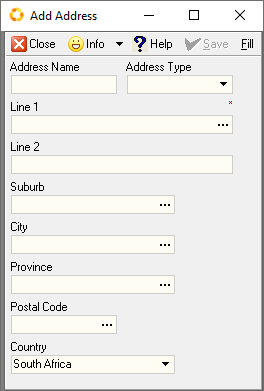 Add Address
Close Info Help Save Fill
Address Name Address Type
Line 1
Line 2
Suburb
City
Province
Postal Code
Country
South Africa